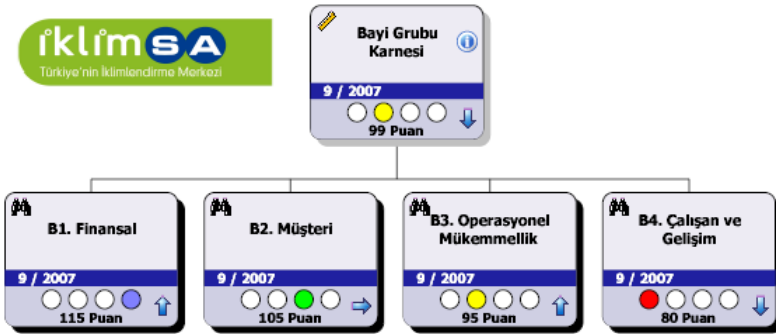 iklimSA
Türkiye'nin İklimlendirme Merkezi
Bayi Grubu
Karnesi
9 / 2007
99 Puan
B1. Finansal
9 / 2007
115 Puan
B2. Müşteri
9 / 2007
105 Puan
B3. Operasyonel
Mükemmellik
9 / 2007
95 Puan
B4. Çalışan ve
Gelişim
9 / 2007
80 Puan